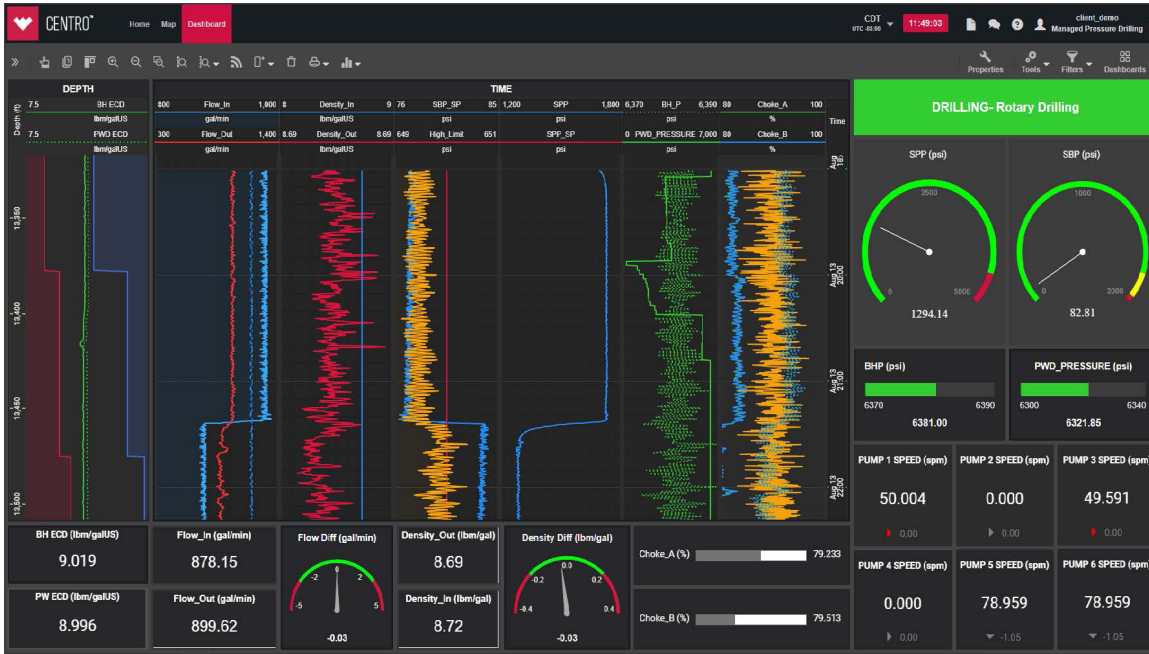 CENTRO™ Home Map Dashboard CDT UTC -05:00 11:49:03 client_demo Managed Pressure Drilling
Properties Tools Filters Dashboards
DEPTH
Depth (ft)
7.5 BH ECD
lbm/galUS
7.5 PWD ECD
lbm/galUS
13,350
13,400
13,450
13,500
TIME
800 Flow_In 1,000 8 Density_In 9 76 SBP_SP 85 1,200 SPP 1,800 6,370 BH_P 6,390 80 Choke_A 100 Time
gal/min lbm/galUS psi psi psi %
300 Flow_Out 1,400 8.69 Density_Out 8.69 649 High_Limit 651 SPP_SP 0 PWD_PRESSURE 7,000 80 Choke_B 100
gal/min lbm/galUS psi psi psi %
Aug 13
20:00
Aug 13
21:00
Aug 13
22:00
DRILLING- Rotary Drilling
SPP (psi)
2500
0 5000
1294.14
SBP (psi)
1000
0 2000
82.81
BHP (psi)
6370 6390
6381.00
PWD_PRESSURE (psi)
6300 6340
6321.85
PUMP 1 SPEED (spm)
50.004
0.00
PUMP 2 SPEED (spm)
0.000
0.00
PUMP 3 SPEED (spm
49.591
0.00
PUMP 4 SPEED (spm)
0.000
0.00
PUMP 5 SPEED (spm)
78.959
-1.05
PUMP 6 SPEED (spm
78.959
-1.05
BH ECD (lbm/galUS)
9.019
PW ECD (lbm/galUS)
8.996
Flow_In (gal/min)
878.15
Flow_Out (gal/min)
899.62
Flow Diff (gal/min)
-2 0 2
-5 5
-0.03
Density_Out (lbm/gal)
8.69
Density_In (lbm/gal)
8.72
Density Diff (lbm/gal)
-0.2 0.0 0.2
-0.4 0.4
-0.03
Choke_A (%) 79.233
Choke_B (%) 79.513